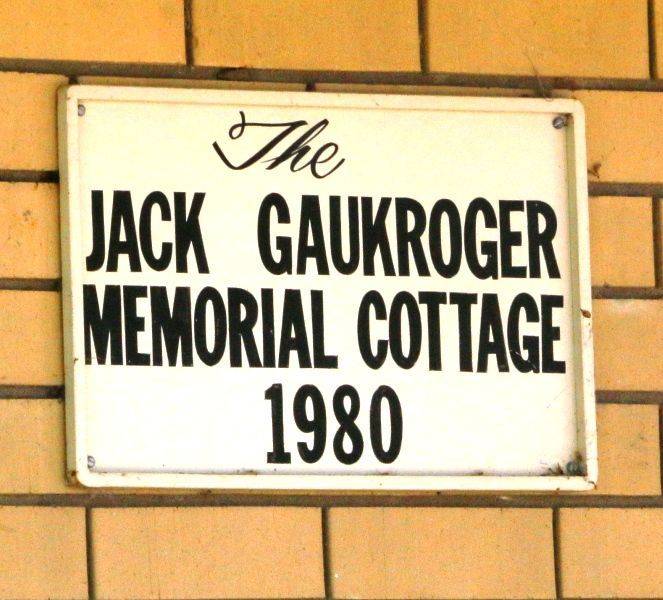 The
JACK GAUKROGER
MEMORIAL COTTAGE
1980